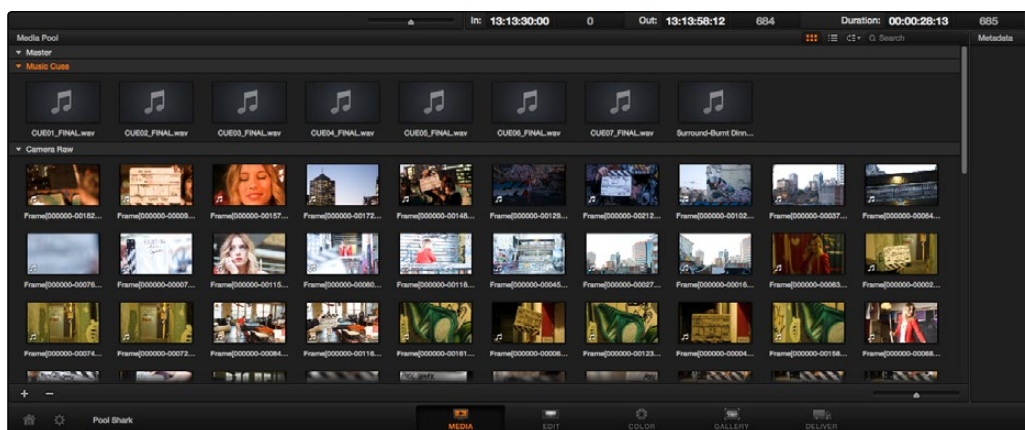 In: 13:13:30:00 0 Out: 13:13:58:12 684 Duration: 00:00:28:13 685
Media Pool Search Metadata
Master
Music Cues
CUE01_FINAL.wav CUE02_FINAL.wav CUE03_FINAL.wav CUE04_FINAL.wav CUE05_FINAL.wav CUE06_FINAL.wav CUE07_FINAL.wav Surround-Burnt Dinn...
Camera Raw
Frame[000000-00182... Frame[000000-00009... Frame[000000-00157... Frame[000000-00172... Frame[000000-00148... Frame[000000-00129... Frame[000000-00212... Frame[000000-00102... Frame[000000-00037... Frame[000000-00064...
Frame[000000-00076... Frame[000000-00007... Frame[000000-00115... Frame[000000-00080... Frame[000000-00118... Frame[000000-00045... Frame[000000-00027... Frame[000000-00016... Frame[000000-00083... Frame[000000-00002...
Frame[000000-00074... Frame[000000-00072... Frame[000000-00084... Frame[000000-00116... Frame[000000-00161... Frame[000000-00006... Frame[000000-00123... Frame[000000-00004... Frame[000000-00158... Frame[000000-00068...
Pool Shark MEDIA EDIT COLOR GALLERY DELIVER